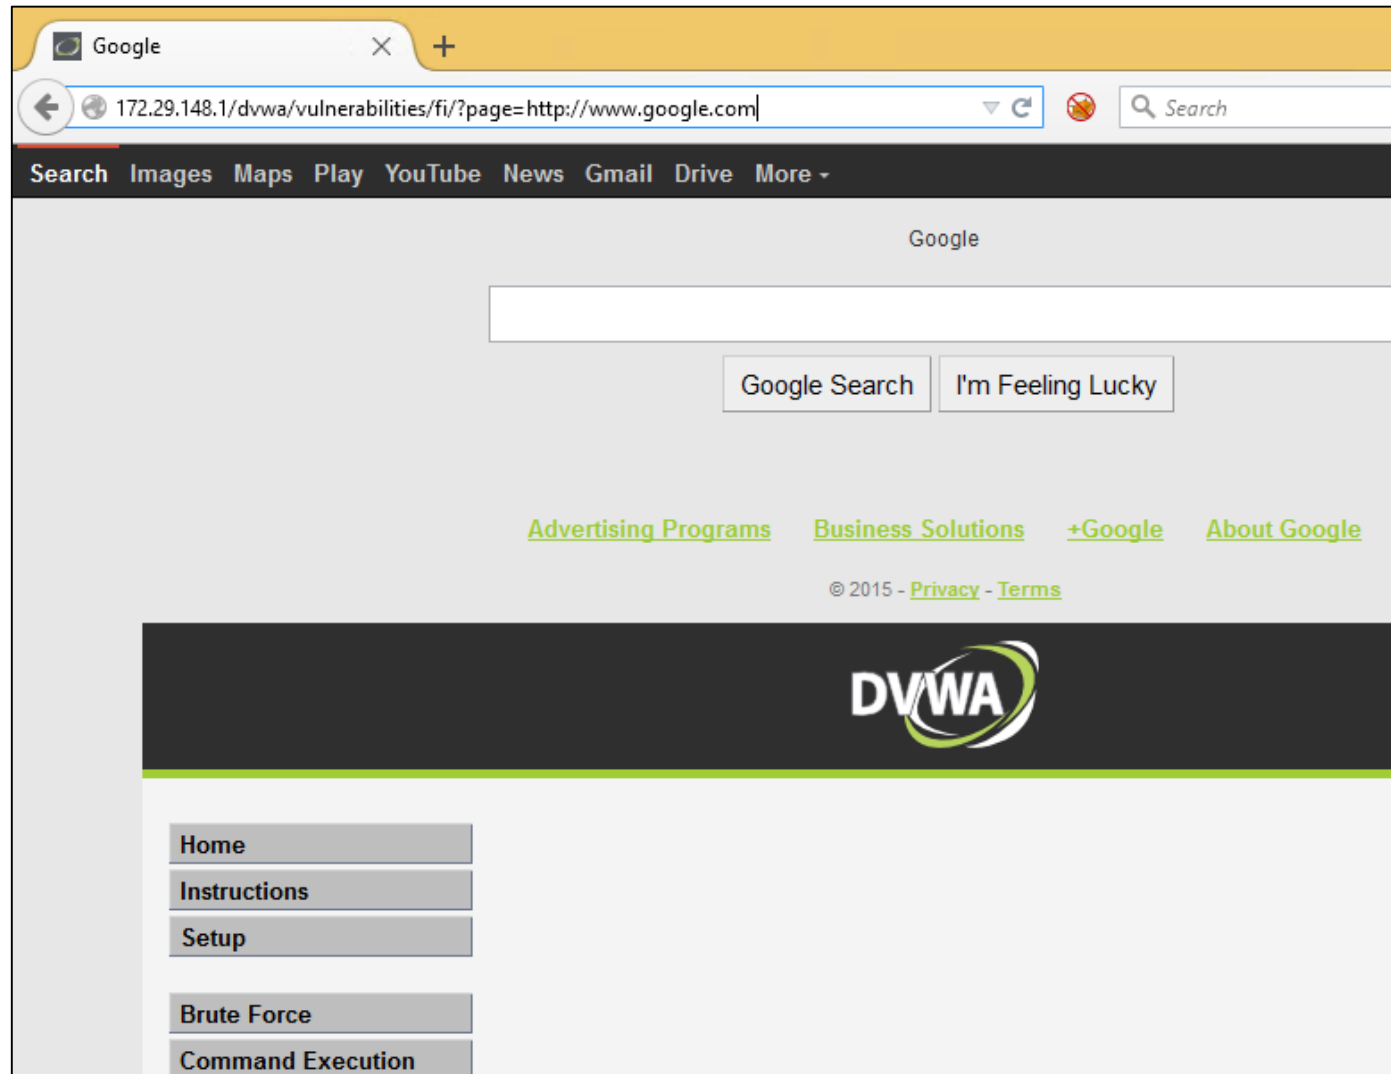 Google
172.29.148.1/dvwa/vulnerabilities/fi/?page=http://www.google.com
Search
Search Images Maps Play YouTube News Gmail Drive More
Google
Google Search I'm Feeling Lucky
Advertising Programs Business Solutions +Google About Google
© 2015 - Privacy - Terms
DVWA
Home
Instructions
Setup
Brute Force
Command Execution